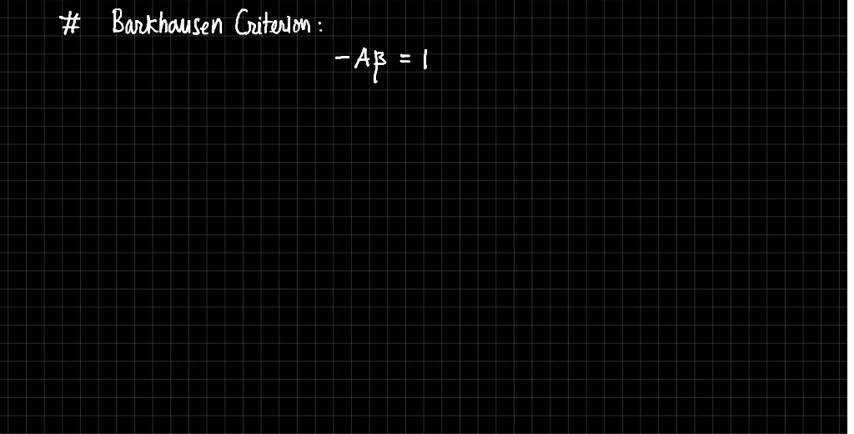 # Barkhausen Criterion :
-Aβ = 1